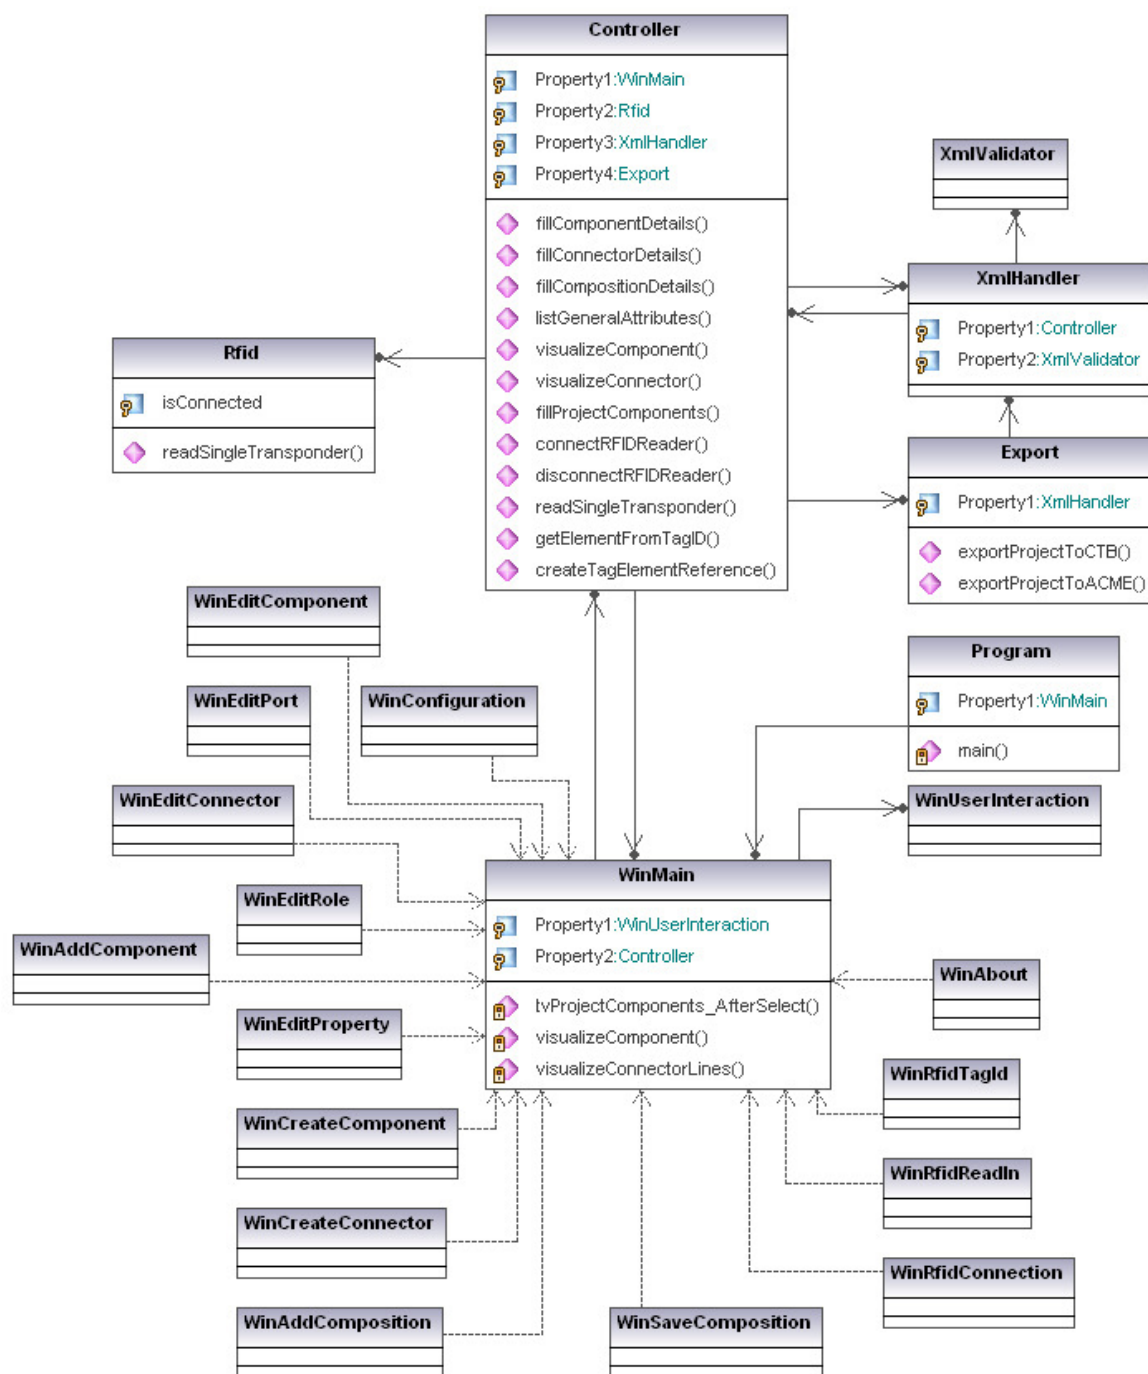 Controller
Property1:WinMain
Property2:Rfid
Property3:XmlHandler
Property4:Export
fillComponentDetails()
fillConnectorDetails()
fillCompositionDetails()
listGeneralAttributes()
visualizeComponent()
visualizeConnector()
fillProjectComponents()
connectRFIDReader()
disconnectRFIDReader()
readSingleTransponder()
getElementFromTagID()
createTagElementReference()
XmlValidator
XmlHandler
Property1:Controller
Property2:XmlValidator
Rfid
isConnected
readSingleTransponder()
Export
Property1:XmlHandler
exportProjectToCTB()
exportProjectToACME()
WinEditComponent
Program
Property1:WinMain
main()
WinEditPort
WinConfiguration
WinEditConnector
WinUserInteraction
WinMain
Property1:WinUserInteraction
Property2:Controller
tvProjectComponents_AfterSelect()
visualizeComponent()
visualizeConnectorLines()
WinEditRole
WinAddComponent
WinAbout
WinEditProperty
WinRfidTagId
WinCreateComponent
WinRfidReadIn
WinCreateConnector
WinRfidConnection
WinAddComposition
WinSaveComposition